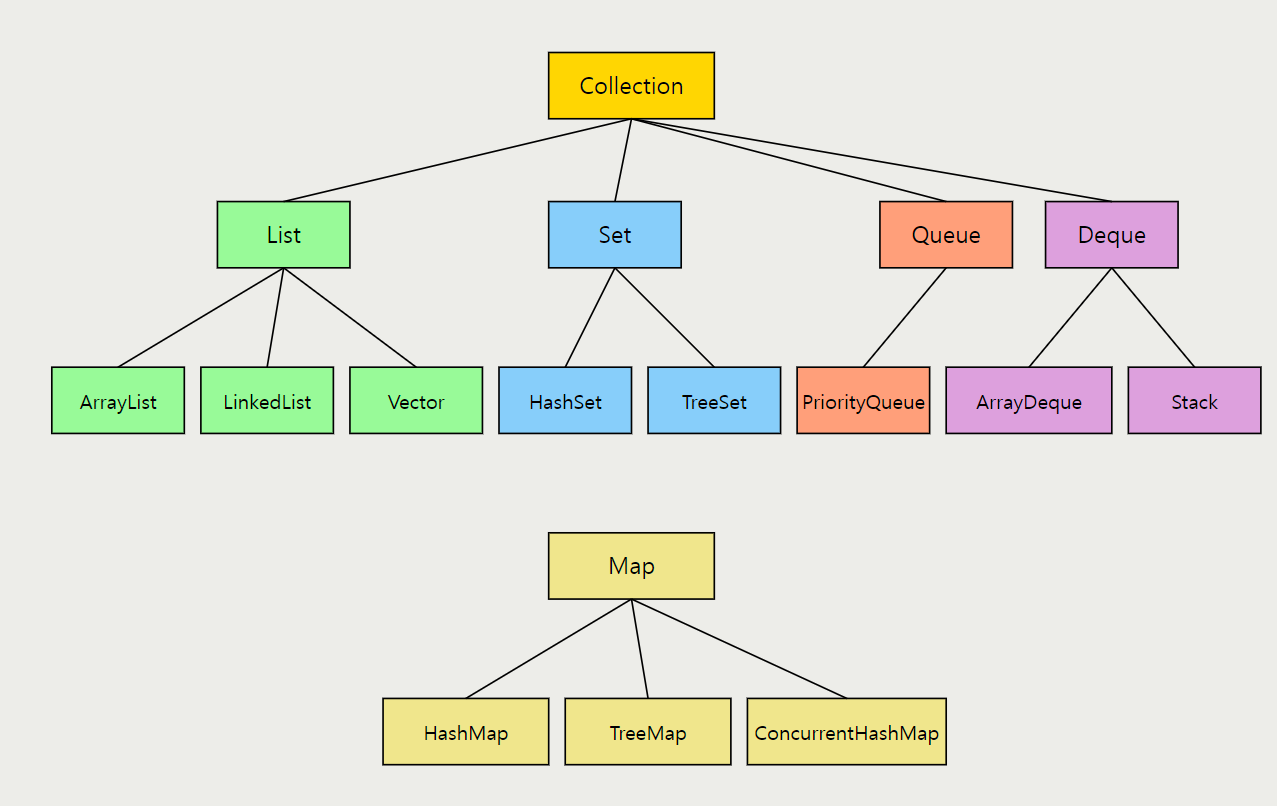 Collection
List
Set
Queue
Deque
ArrayList
LinkedList
Vector
HashSet
TreeSet
PriorityQueue
ArrayDeque
Stack
Map
HashMap
TreeMap
ConcurrentHashMap